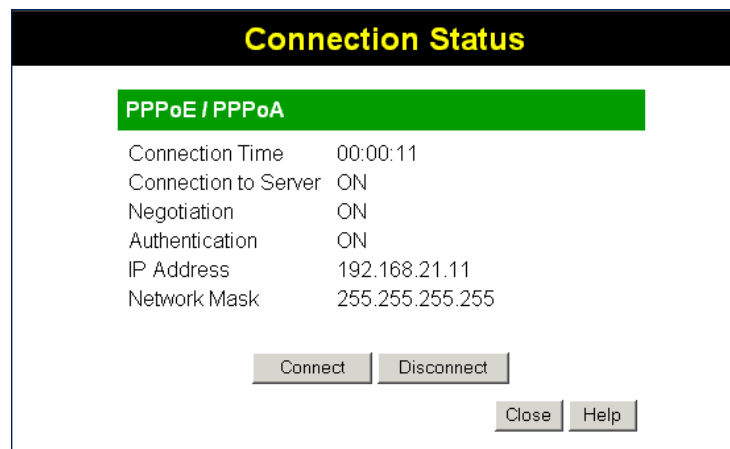 Connection Status
PPPoE / PPPoA
Connection Time 00:00:11
Connection to Server ON
Negotiation ON
Authentication ON
IP Address 192.168.21.11
Network Mask 255.255.255.255
Connect Disconnect
Close Help